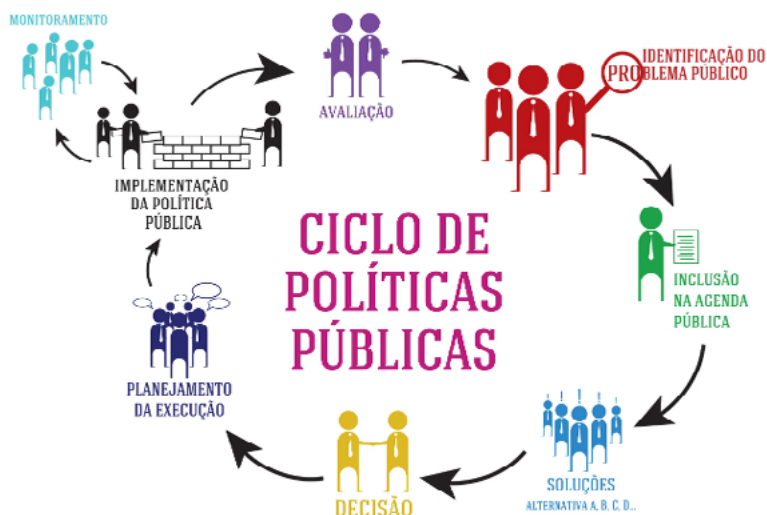 MONITORAMENTO
AVALIAÇÃO
IDENTIFICAÇÃO DO
PROBLEMA PÚBLICO
IMPLEMENTAÇÃO
DA POLÍTICA
PÚBLICA
CICLO DE
POLÍTICAS
PÚBLICAS
INCLUSÃO
NA AGENDA
PÚBLICA
PLANEJAMENTO
DA EXECUÇÃO
DECISÃO
SOLUÇÕES
ALTERNATIVA A, B, C, D...